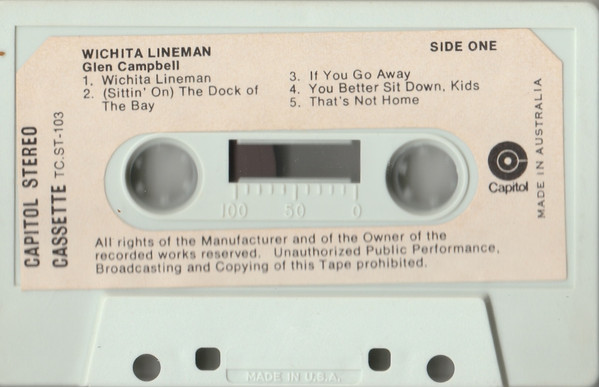 WICHITA LINEMAN
Glen Campbell
1. Wichita Lineman
2. (Sittin' On) The Dock of
The Bay
SIDE ONE
3. If You Go Away
4. You Better Sit Down, Kids
5. That's Not Home
CAPITOL STEREO
CASSETTE TC.ST-103
100 50 0
Capitol
MADE IN AUSTRALIA
All rights of the Manufacturer and of the Owner of the
recorded works reserved. Unauthorized Public Performance,
Broadcasting and Copying of this Tape prohibited.
MADE IN U.S.A.